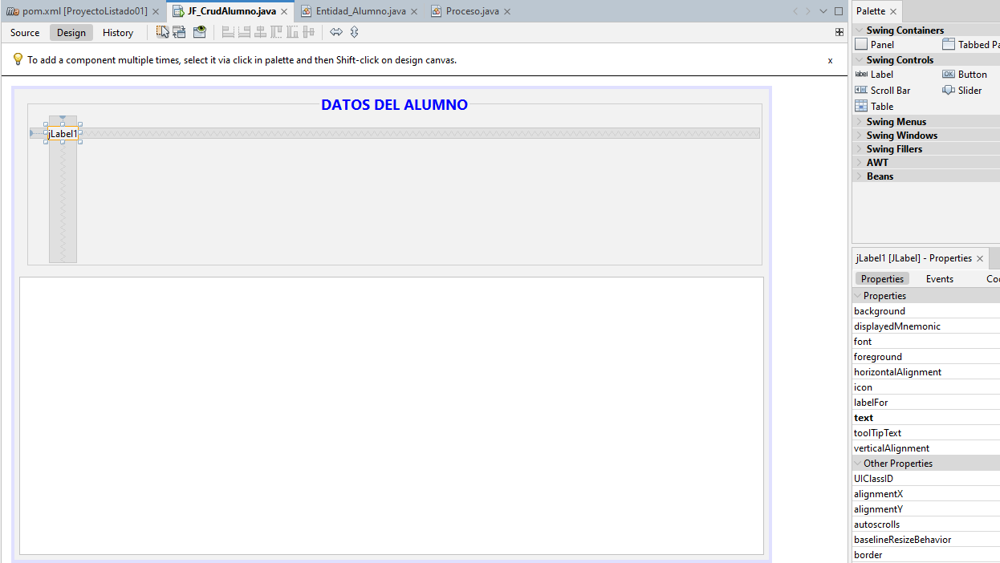 pom.xml [ProyectoListado01] JF_CrudAlumno.java Entidad_Alumno.java Proceso.java
Source Design History
To add a component multiple times, select it via click in palette and then Shift-click on design canvas. x
DATOS DEL ALUMNO
jLabel1
Palette
Swing Containers
Panel Tabbed Pa
Swing Controls
label Label OK Button
Scroll Bar Slider
Table
Swing Menus
Swing Windows
Swing Fillers
AWT
Beans
jLabel1 [JLabel] - Properties
Properties Events Coo
Properties
background
displayedMnemonic
font
foreground
horizontalAlignment
icon
labelFor
text
toolTipText
verticalAlignment
Other Properties
UIClassID
alignmentX
alignmentY
autoscrolls
baselineResizeBehavior
border